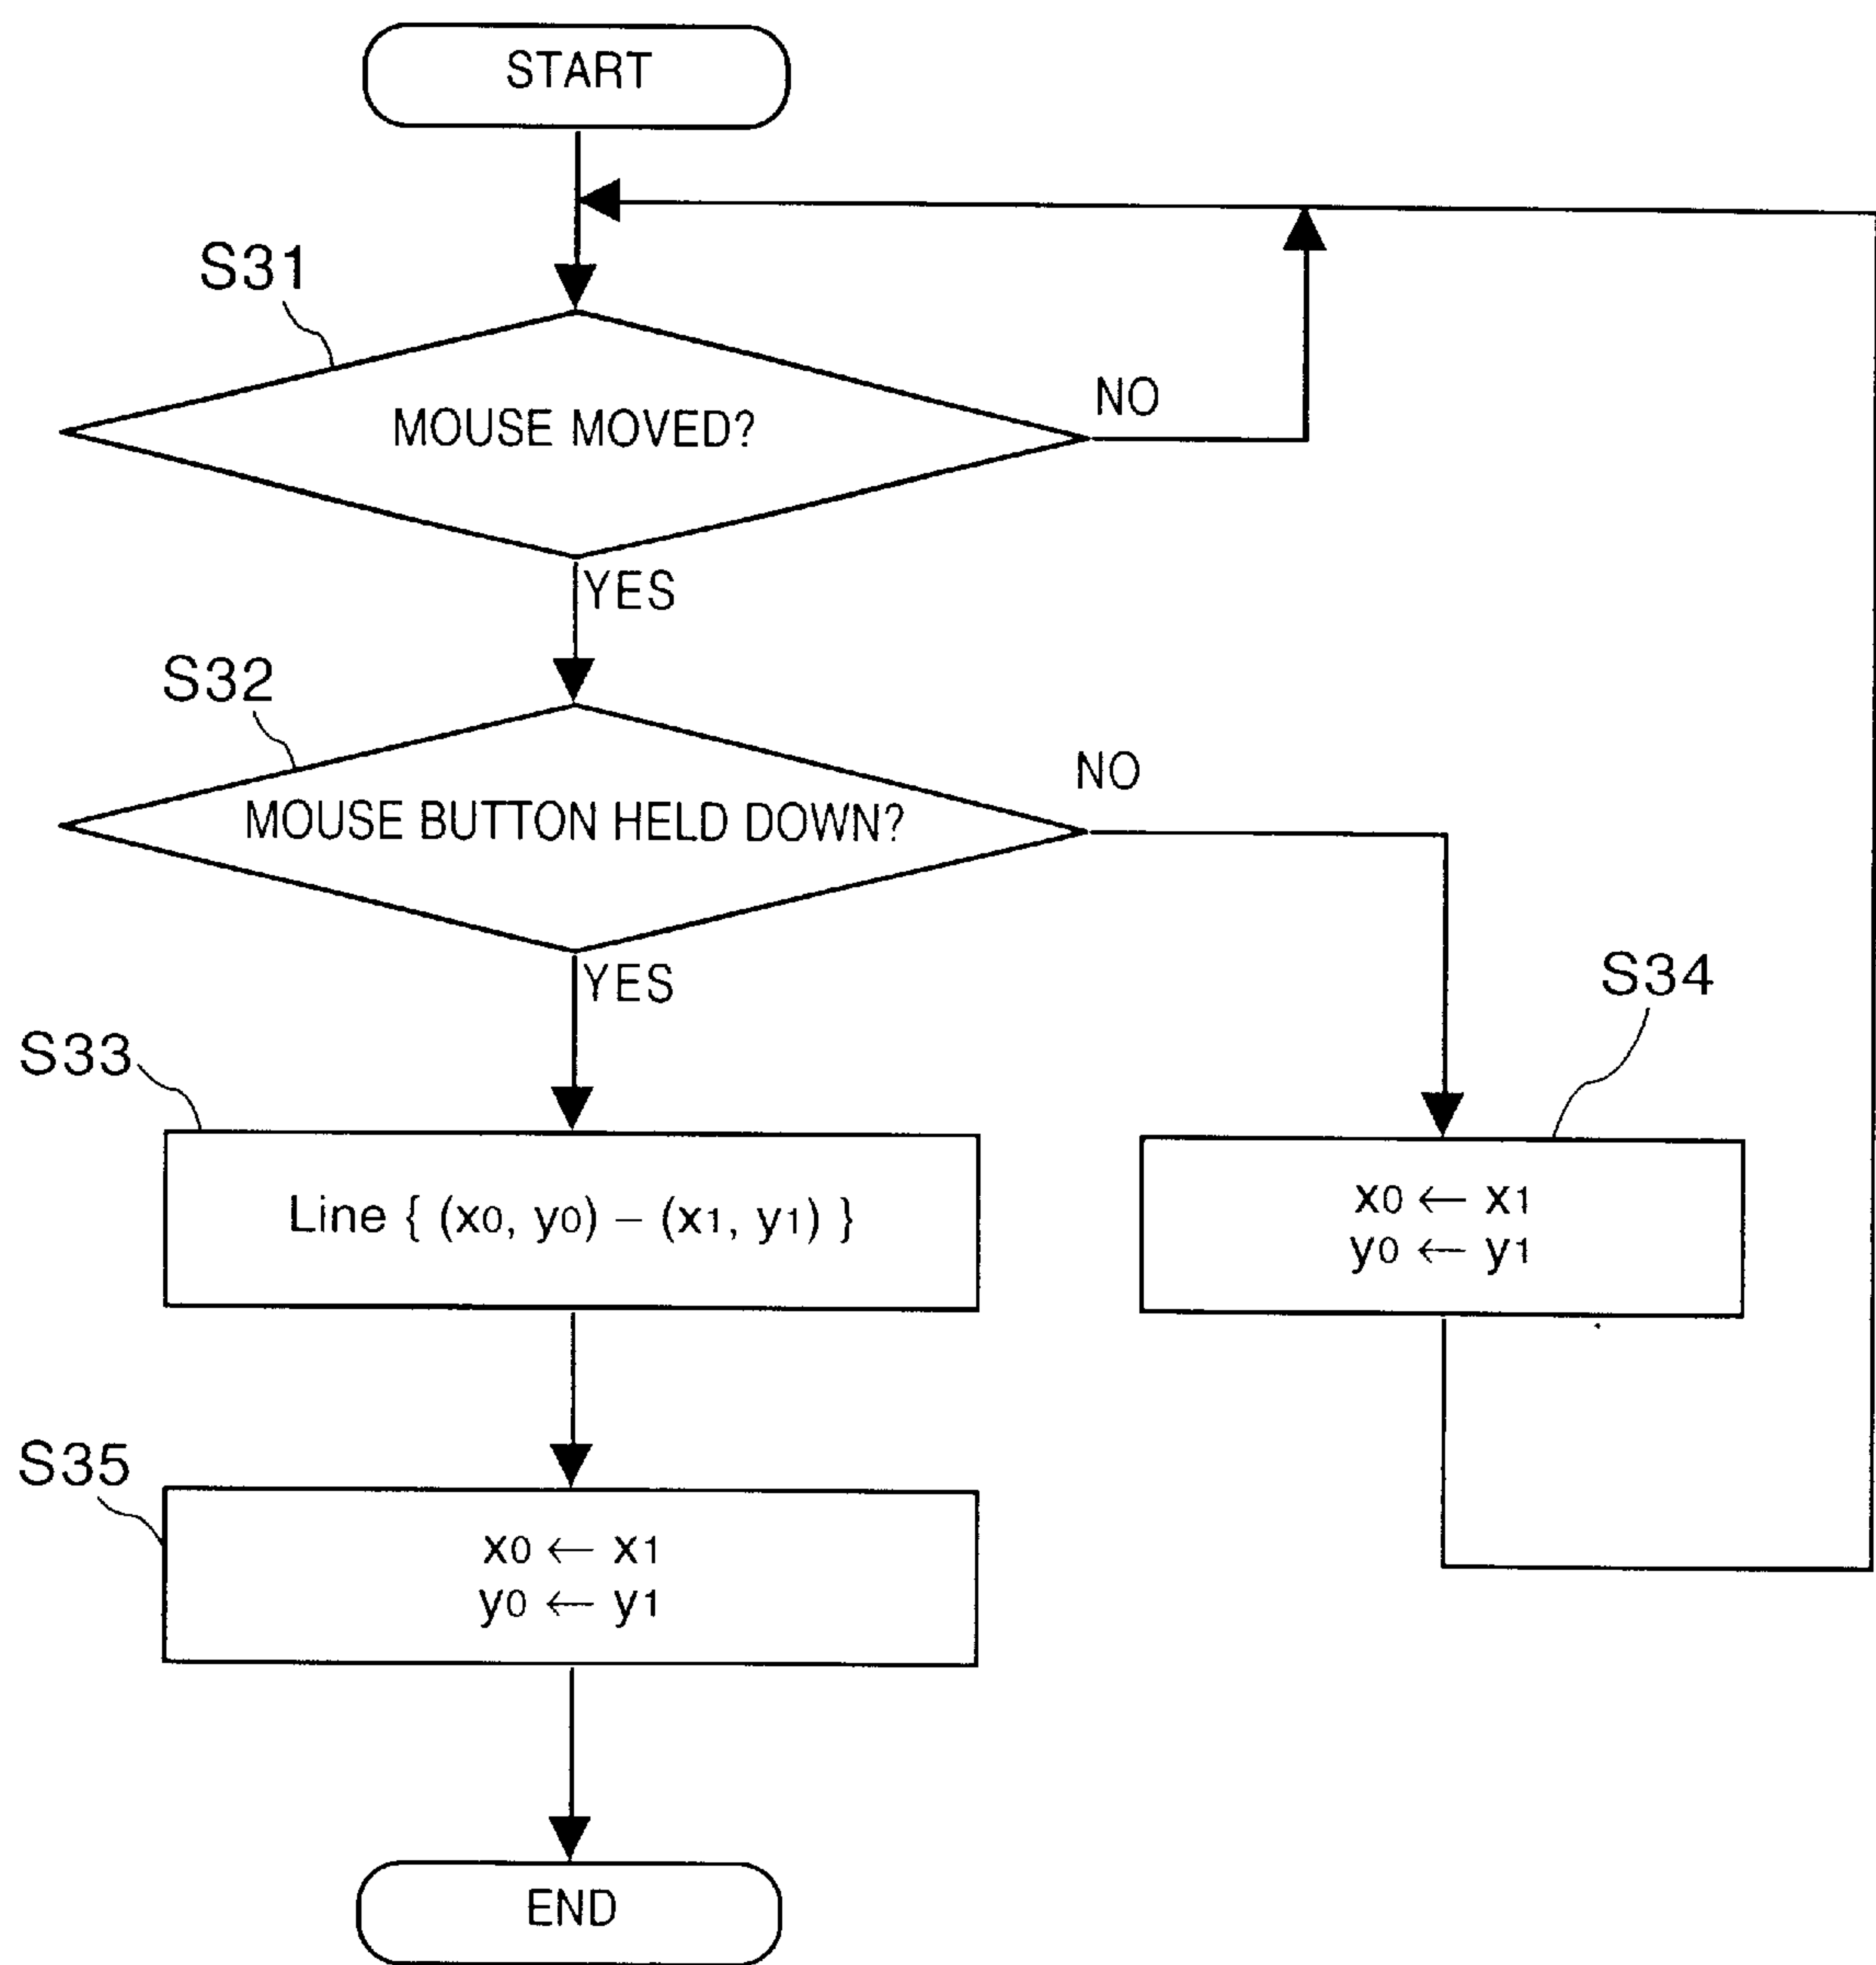 START
S31
MOUSE MOVED?
NO
YES
S32
MOUSE BUTTON HELD DOWN?
NO
YES
S33
Line { (x0, y0) – (x1, y1) }
S34
x0 ← x1
y0 ← y1
S35
x0 ← x1
y0 ← y1
END